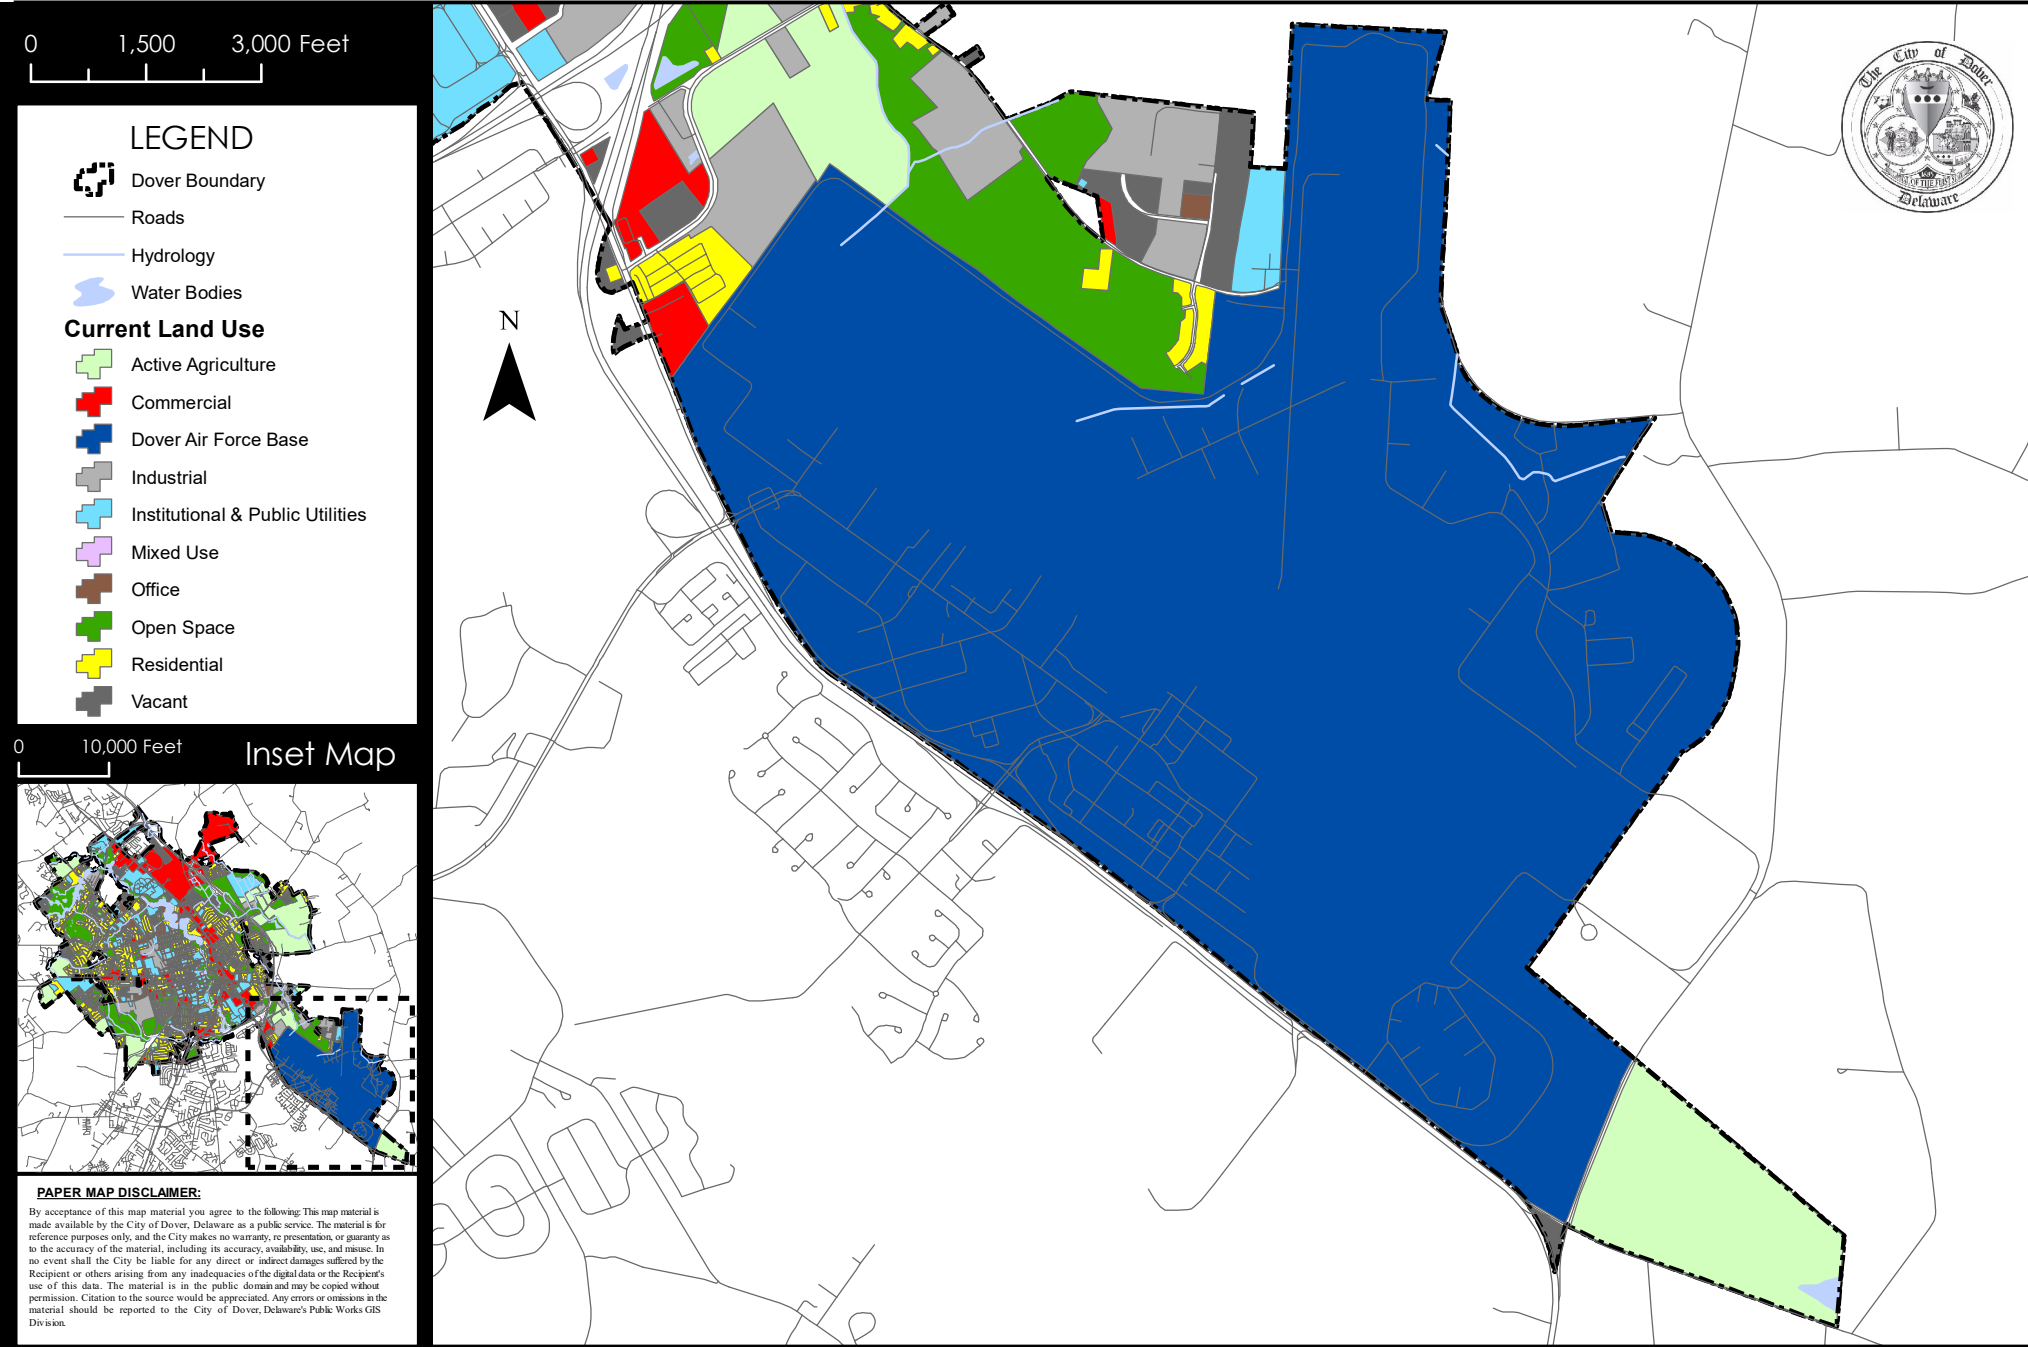 0 1,500 3,000 Feet
LEGEND
Dover Boundary
Roads
Hydrology
Water Bodies
Current Land Use
Active Agriculture
Commercial
Dover Air Force Base
Industrial
Institutional & Public Utilities
Mixed Use
Office
Open Space
Residential
Vacant
0 10,000 Feet
Inset Map
PAPER MAP DISCLAIMER:
By acceptance of this map material you agree to the following: This map material is
made available by the City of Dover, Delaware as a public service. The material is for
reference purposes only, and the City makes no warranty, re presentation, or guaranty as
to the accuracy of the material, including its accuracy, availability, use, and misuse. In
no event shall the City be liable for any direct or indirect damages suffered by the
Recipient or others arising from any inadequacies of the digital data or the Recipient's
use of this data. The material is in the public domain and may be copied without
permission. Citation to the source would be appreciated. Any errors or omissions in the
material should be reported to the City of Dover, Delaware's Public Works GIS
Division.
N
The City of Dover
Delaware